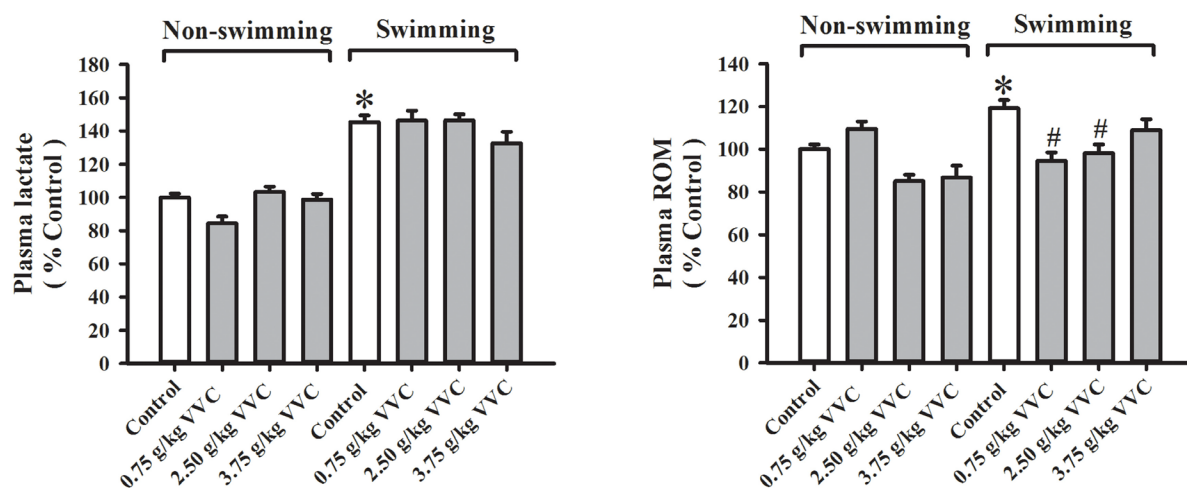 Non-swimming
Swimming
180
160
140
120
100
80
60
40
20
0
Plasma lactate
( % Control )
*
Control
0.75 g/kg VVC
2.50 g/kg VVC
3.75 g/kg VVC
Control
0.75 g/kg VVC
2.50 g/kg VVC
3.75 g/kg VVC
Non-swimming
Swimming
140
120
100
80
60
40
20
0
Plasma ROM
( % Control )
*
#
#
Control
0.75 g/kg VVC
2.50 g/kg VVC
3.75 g/kg VVC
Control
0.75 g/kg VVC
2.50 g/kg VVC
3.75 g/kg VVC